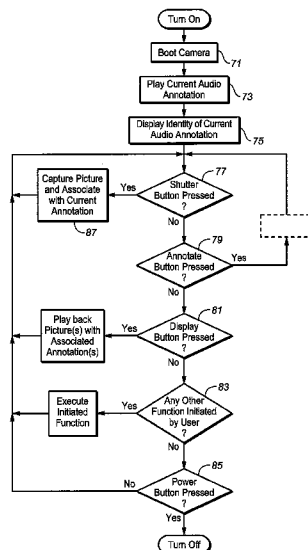 Turn On
Boot Camera
71
Play Current Audio
Annotation
73
Display Identity of Current
Audio Annotation
75
Capture Picture
and Associate
with Current
Annotation
87
Yes
Shutter
Button Pressed
?
77
No
Annotate
Button Pressed
?
79
Yes
No
Play back
Picture(s) with
Associated
Annotation(s)
Yes
Display
Button Pressed
?
81
No
Execute
Initiated
Function
Yes
Any Other
Function Initiated
by User
?
83
No
No
Power
Button Pressed
?
85
Yes
Turn Off